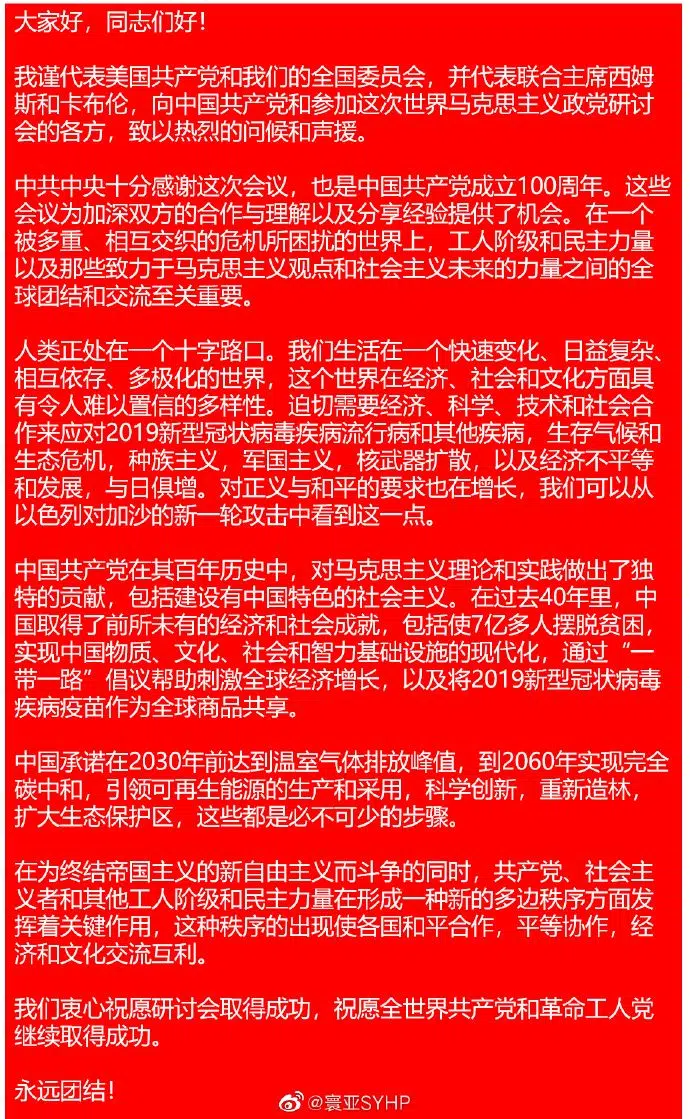 大家好，同志们好！
我谨代表美国共产党和我们的全国委员会，并代表联合主席西姆
斯和卡布伦，向中国共产党和参加这次世界马克思主义政党研讨
会的各方，致以热烈的问候和声援。
中共中央十分感谢这次会议，也是中国共产党成立100周年。这些
会议为加深双方的合作与理解以及分享经验提供了机会。在一个
被多重、相互交织的危机所困扰的世界上，工人阶级和民主力量
以及那些致力于马克思主义观点和社会主义未来的力量之间的全
球团结和交流至关重要。
人类正处在一个十字路口。我们生活在一个快速变化、日益复杂、
相互依存、多极化的世界，这个世界在经济、社会和文化方面具
有令人难以置信的多样性。迫切需要经济、科学、技术和社会合
作来应对2019新型冠状病毒疾病流行病和其他疾病，生存气候和
生态危机，种族主义，军国主义，核武器扩散，以及经济不平等
和发展，与日俱增。对正义与和平的要求也在增长，我们可以从
以色列对加沙的新一轮攻击中看到这一点。
中国共产党在其百年历史中，对马克思主义理论和实践做出了独
特的贡献，包括建设有中国特色的社会主义。在过去40年里，中
国取得了前所未有的经济和社会成就，包括使7亿多人摆脱贫困，
实现中国物质、文化、社会和智力基础设施的现代化，通过“一
带一路”倡议帮助刺激全球经济增长，以及将2019新型冠状病毒
疾病疫苗作为全球商品共享。
中国承诺在2030年前达到温室气体排放峰值，到2060年实现完全
碳中和，引领可再生能源的生产和采用，科学创新，重新造林，
扩大生态保护区，这些都是必不可少的步骤。
在为终结帝国主义的新自由主义而斗争的同时，共产党、社会主
义者和其他工人阶级和民主力量在形成一种新的多边秩序方面发
挥着关键作用，这种秩序的出现使各国和平合作，平等协作，经
济和文化交流互利。
我们衷心祝愿研讨会取得成功，祝愿全世界共产党和革命工人党
继续取得成功。
永远团结！
@寰亚SYHP